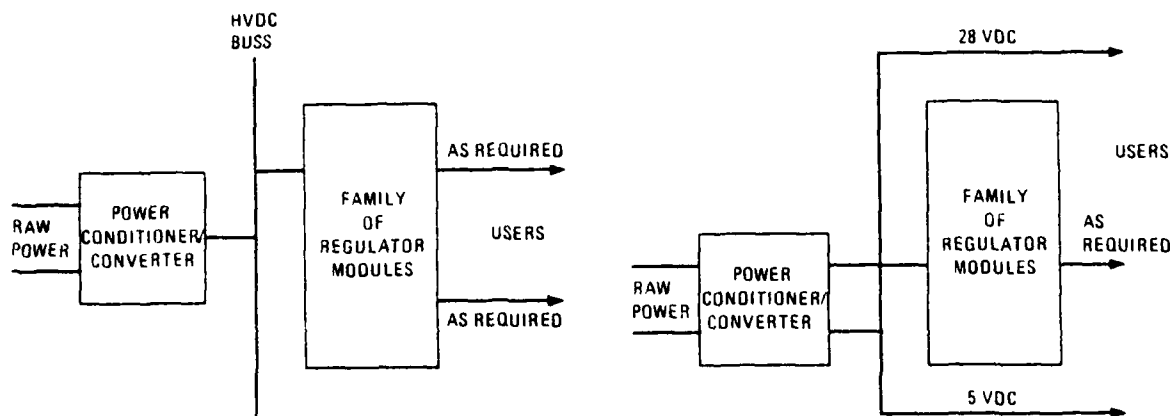 HVDC
BUSS
RAW
POWER
POWER
CONDITIONER/
CONVERTER
FAMILY
OF
REGULATOR
MODULES
AS REQUIRED
USERS
AS REQUIRED
28 VDC
RAW
POWER
POWER
CONDITIONER/
CONVERTER
FAMILY
OF
REGULATOR
MODULES
USERS
AS
REQUIRED
5 VDC